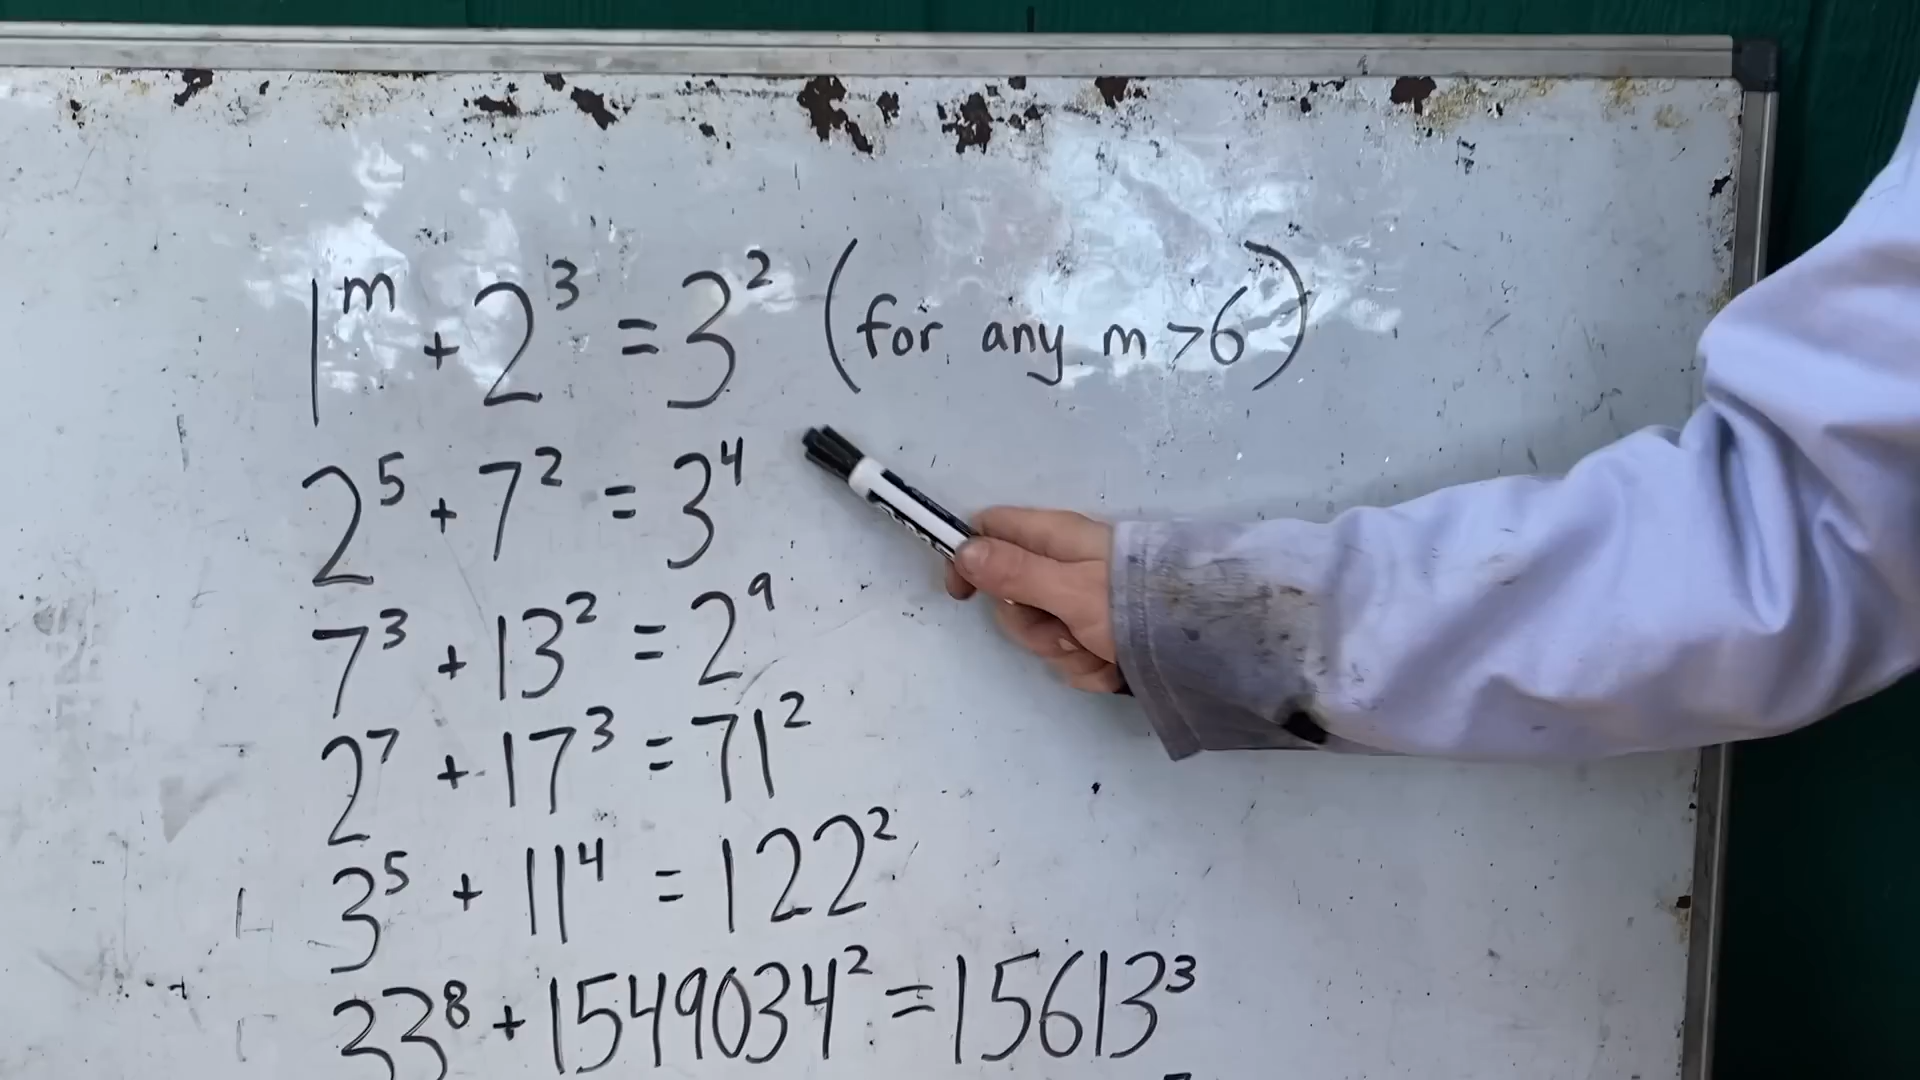 1^m + 2^3 = 3^2 (for any m > 6)
2^5 + 7^2 = 3^4
7^3 + 13^2 = 2^9
2^7 + 17^3 = 71^2
3^5 + 11^4 = 122^2
33^8 + 1549034^2 = 15613^3